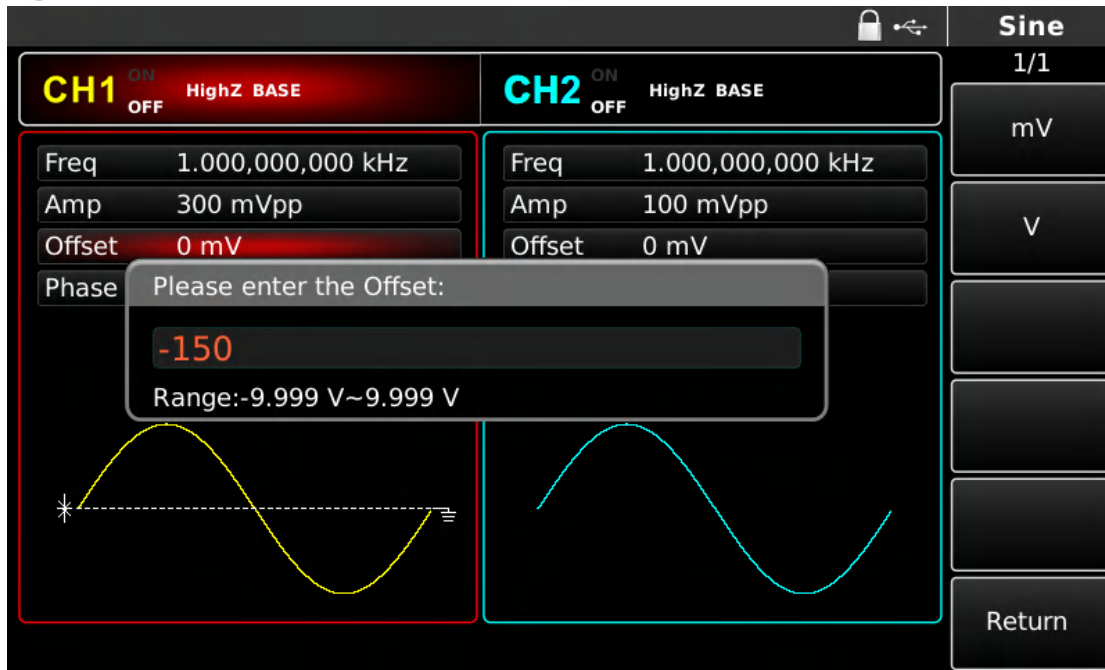 Sine
1/1
CH1 ON OFF HighZ BASE
CH2 ON OFF HighZ BASE
Freq 1.000,000,000 kHz
Amp 300 mVpp
Offset 0 mV
Phase
Freq 1.000,000,000 kHz
Amp 100 mVpp
Offset 0 mV
Please enter the Offset:
-150
Range:-9.999 V~9.999 V
mV
V
Return